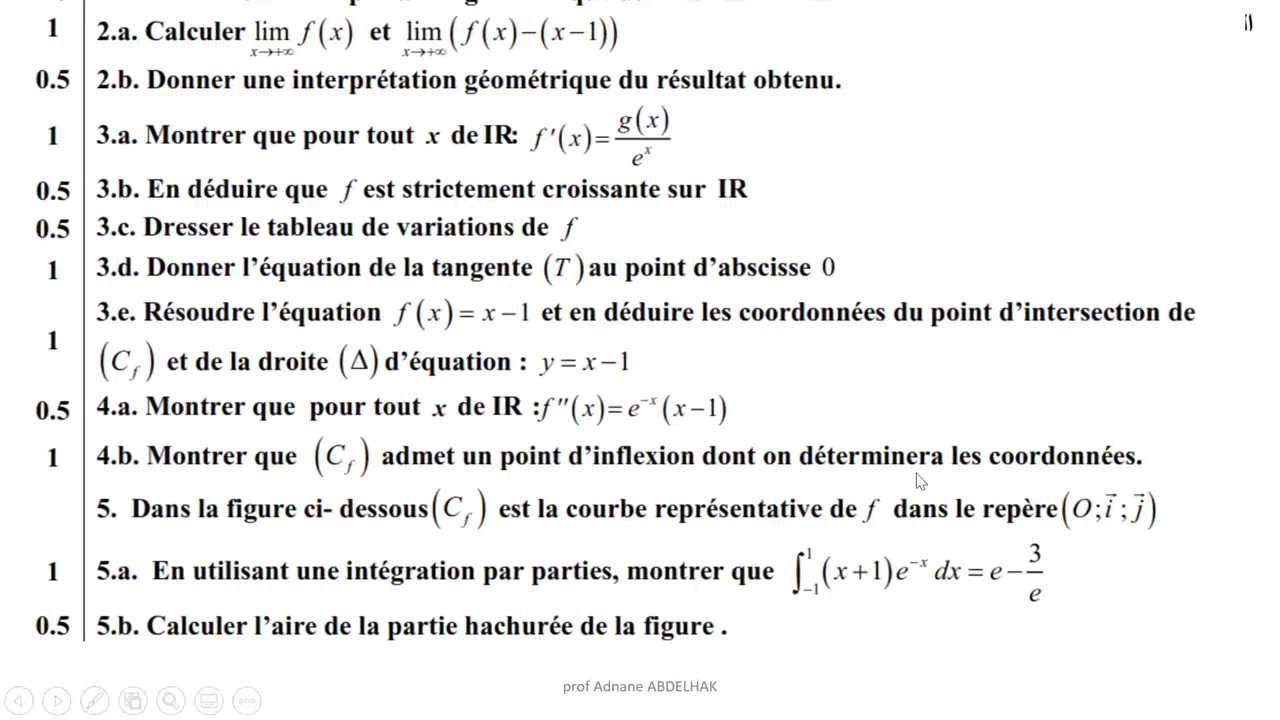 1 2.a. Calculer lim x→+∞ f(x) et lim x→+∞ (f(x)−(x−1))
0.5 2.b. Donner une interprétation géométrique du résultat obtenu.
1 3.a. Montrer que pour tout x de IR: f'(x)=g(x)/e^x
0.5 3.b. En déduire que f est strictement croissante sur IR
0.5 3.c. Dresser le tableau de variations de f
1 3.d. Donner l'équation de la tangente (T) au point d'abscisse 0
3.e. Résoudre l'équation f(x)=x−1 et en déduire les coordonnées du point d'intersection de
1 (C_f) et de la droite (Δ) d'équation : y=x−1
0.5 4.a. Montrer que pour tout x de IR :f''(x)=e^{-x}(x−1)
1 4.b. Montrer que (C_f) admet un point d'inflexion dont on déterminera les coordonnées.
5. Dans la figure ci- dessous (C_f) est la courbe représentative de f dans le repère (O;i⃗;j⃗)
1 5.a. En utilisant une intégration par parties, montrer que ∫_{-1}^{1}(x+1)e^{-x}dx=e−3/e
0.5 5.b. Calculer l'aire de la partie hachurée de la figure .
prof Adnane ABDELHAK